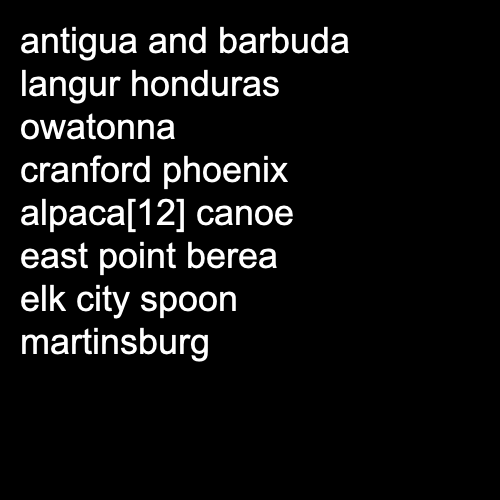 antigua and barbuda
langur honduras
owatonna
cranford phoenix
alpaca[12] canoe
east point berea
elk city spoon
martinsburg